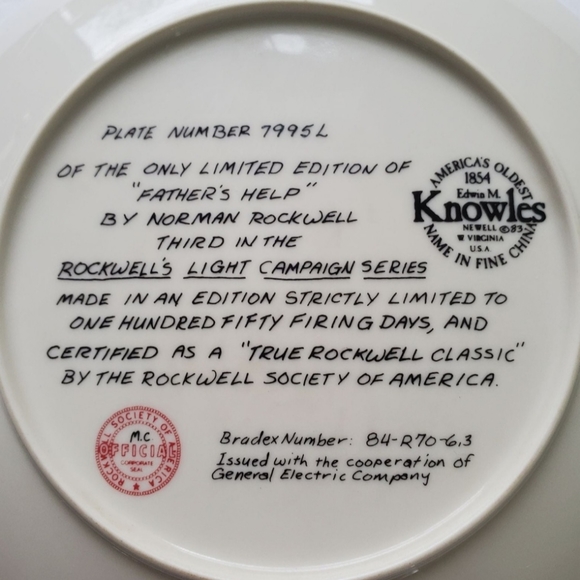 PLATE NUMBER 7995L
OF THE ONLY LIMITED EDITION OF
"FATHER'S HELP"
BY NORMAN ROCKWELL
THIRD IN THE
ROCKWELL'S LIGHT CAMPAIGN SERIES
MADE IN AN EDITION STRICTLY LIMITED TO
ONE HUNDRED FIFTY FIRING DAYS, AND
CERTIFIED AS A "TRUE ROCKWELL CLASSIC"
BY THE ROCKWELL SOCIETY OF AMERICA.
AMERICA'S OLDEST
1854
Edwin M.
Knowles
NEWELL ©83
W VIRGINIA
U.S.A
NAME IN FINE CHINA
ROCKWELL SOCIETY OF AMERICA
M.C.
OFFICIAL
CORPORATE
SEAL
Bradex Number: 84-R70-6.3
Issued with the cooperation of
General Electric Company